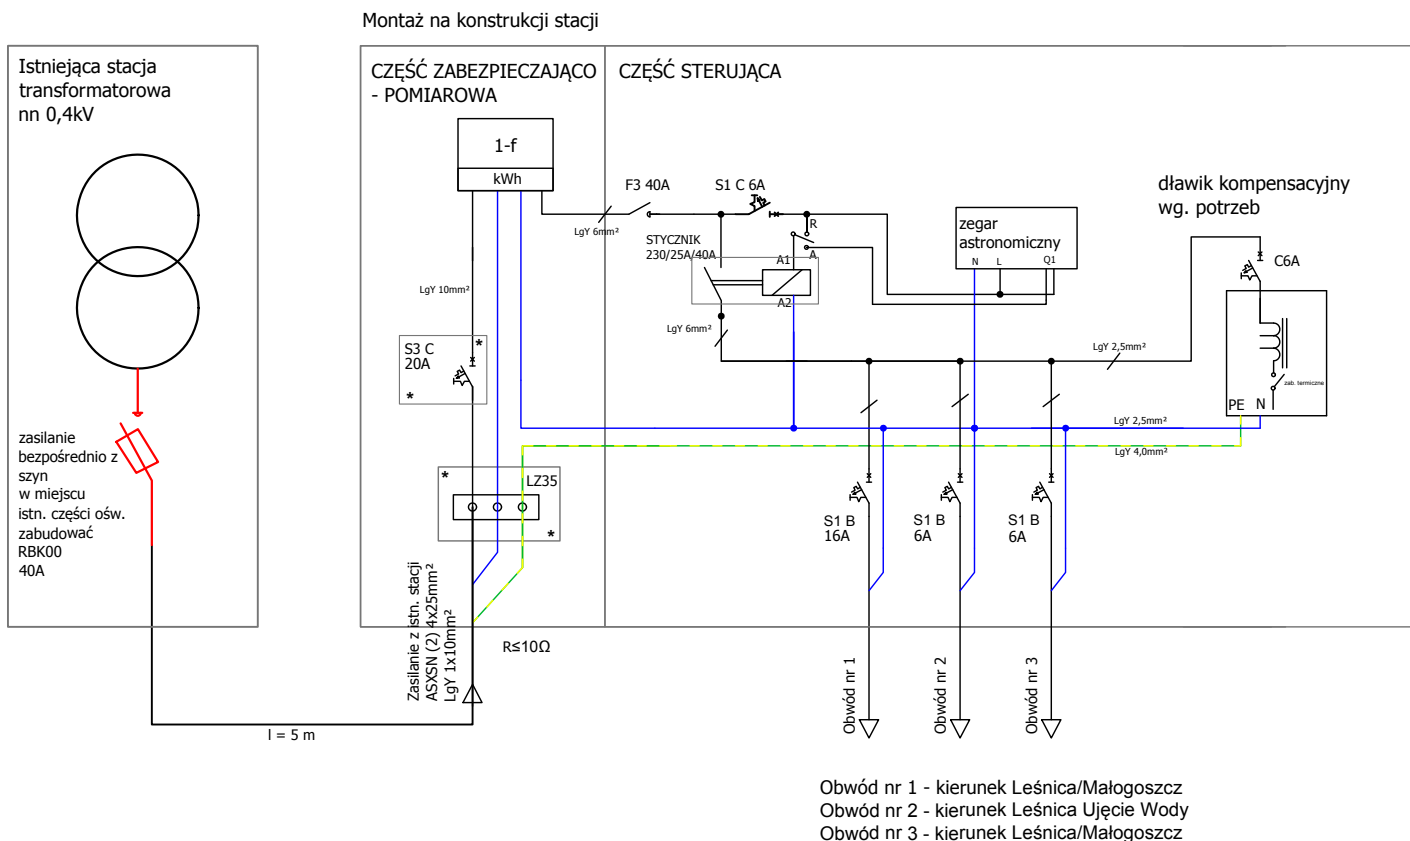 Montaż na konstrukcji stacji
Istniejąca stacja
transformatorowa
nn 0,4kV
CZĘŚĆ ZABEZPIECZAJĄCO
- POMIAROWA
CZĘŚĆ STERUJĄCA
1-f
kWh
F3 40A
S1 C 6A
LgY 6mm²
STYCZNIK
230/25A/40A
R
A
A1
A2
zegar
astronomiczny
N
L
Q1
dławik kompensacyjny
wg. potrzeb
C6A
LgY 10mm²
LgY 6mm²
LgY 2,5mm²
zab. termiczne
PE
N
S3 C
20A
*
*
LgY 2,5mm²
LgY 4,0mm²
zasilanie
bezpośrednio z
szyn
w miejscu
istn. części ośw.
zabudować
RBK00
40A
*
LZ35
*
S1 B
16A
S1 B
6A
S1 B
6A
Zasilanie z istn. stacji
ASXSN (2) 4x25mm²
LgY 1x10mm²
R≤10Ω
Obwód nr 1
Obwód nr 2
Obwód nr 3
l = 5 m
Obwód nr 1 - kierunek Leśnica/Małogoszcz
Obwód nr 2 - kierunek Leśnica Ujęcie Wody
Obwód nr 3 - kierunek Leśnica/Małogoszcz